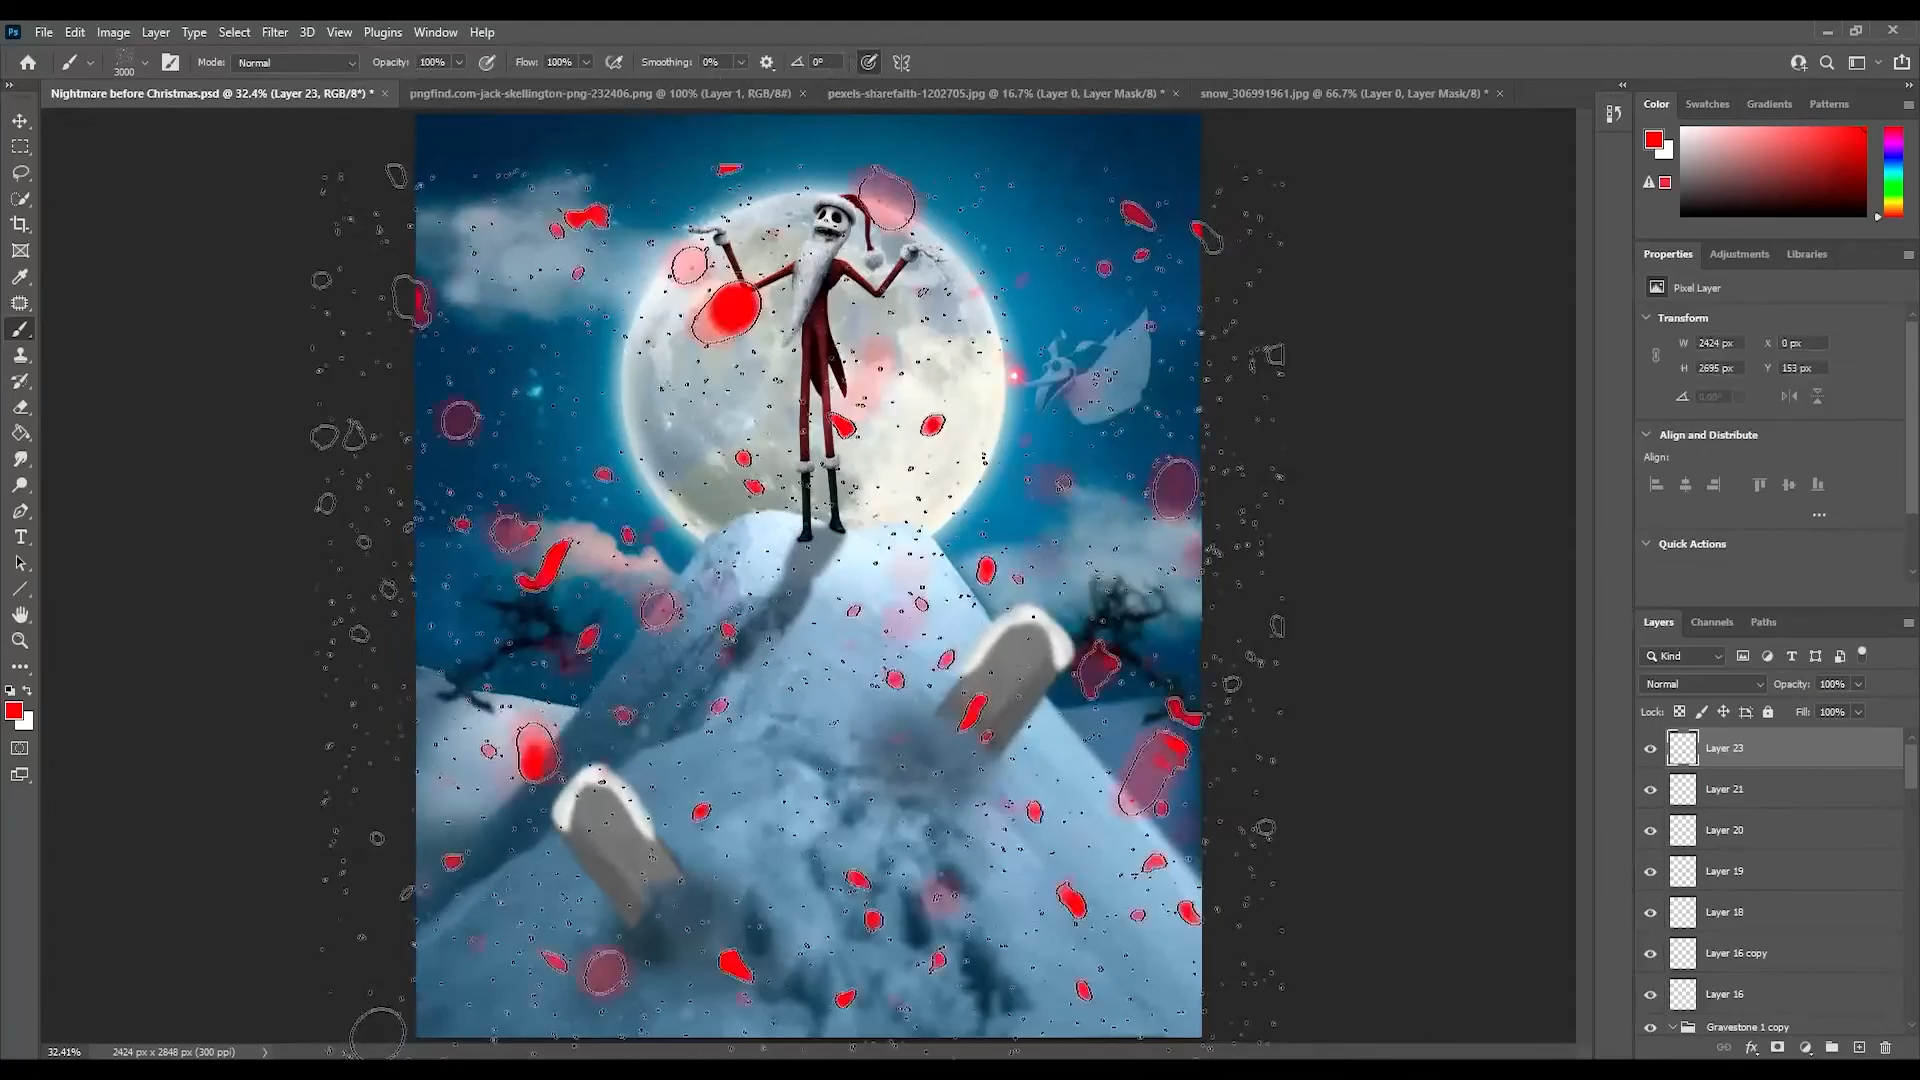 Ps File Edit Image Layer Type Select Filter 3D View Plugins Window Help
3000 Mode: Normal Opacity: 100% Flow: 100% Smoothing: 0% 0°
Nightmare before Christmas.psd @ 32.4% (Layer 23, RGB/8*) * ×
pngfind.com-jack-skellington-png-232406.png @ 100% (Layer 1, RGB/8#) ×
pexels-sharefaith-1202705.jpg @ 16.7% (Layer 0, Layer Mask/8) * ×
snow_306991961.jpg @ 66.7% (Layer 0, Layer Mask/8) * ×
Color Swatches Gradients Patterns
Properties Adjustments Libraries
Pixel Layer
Transform
W 2424 px X 0 px
H 2695 px Y 153 px
0.00°
Align and Distribute
Align:
Quick Actions
Layers Channels Paths
Kind
Normal Opacity: 100%
Lock: Fill: 100%
Layer 23
Layer 21
Layer 20
Layer 19
Layer 18
Layer 16 copy
Layer 16
Gravestone 1 copy
32.41% 2424 px x 2848 px (300 ppi)